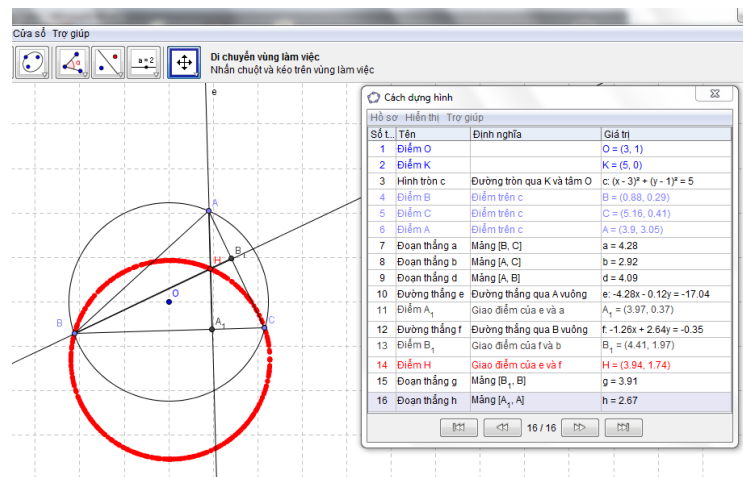 Cửa sổ Trợ giúp
α a=2
Di chuyển vùng làm việc
Nhấn chuột và kéo trên vùng làm việc
e
A
B1
H
O
B
C
A1
Cách dựng hình
Hồ sơ Hiển thị Trợ giúp
Số t... Tên Định nghĩa Giá trị
1 Điểm O O = (3, 1)
2 Điểm K K = (5, 0)
3 Hình tròn c Đường tròn qua K và tâm O c: (x - 3)² + (y - 1)² = 5
4 Điểm B Điểm trên c B = (0.88, 0.29)
5 Điểm C Điểm trên c C = (5.16, 0.41)
6 Điểm A Điểm trên c A = (3.9, 3.05)
7 Đoạn thẳng a Mảng [B, C] a = 4.28
8 Đoạn thẳng b Mảng [A, C] b = 2.92
9 Đoạn thẳng d Mảng [A, B] d = 4.09
10 Đường thẳng e Đường thẳng qua A vuông e: -4.28x - 0.12y = -17.04
11 Điểm A1 Giao điểm của e và a A1 = (3.97, 0.37)
12 Đường thẳng f Đường thẳng qua B vuông f: -1.26x + 2.64y = -0.35
13 Điểm B1 Giao điểm của f và b B1 = (4.41, 1.97)
14 Điểm H Giao điểm của e và f H = (3.94, 1.74)
15 Đoạn thẳng g Mảng [B1, B] g = 3.91
16 Đoạn thẳng h Mảng [A1, A] h = 2.67
16 / 16